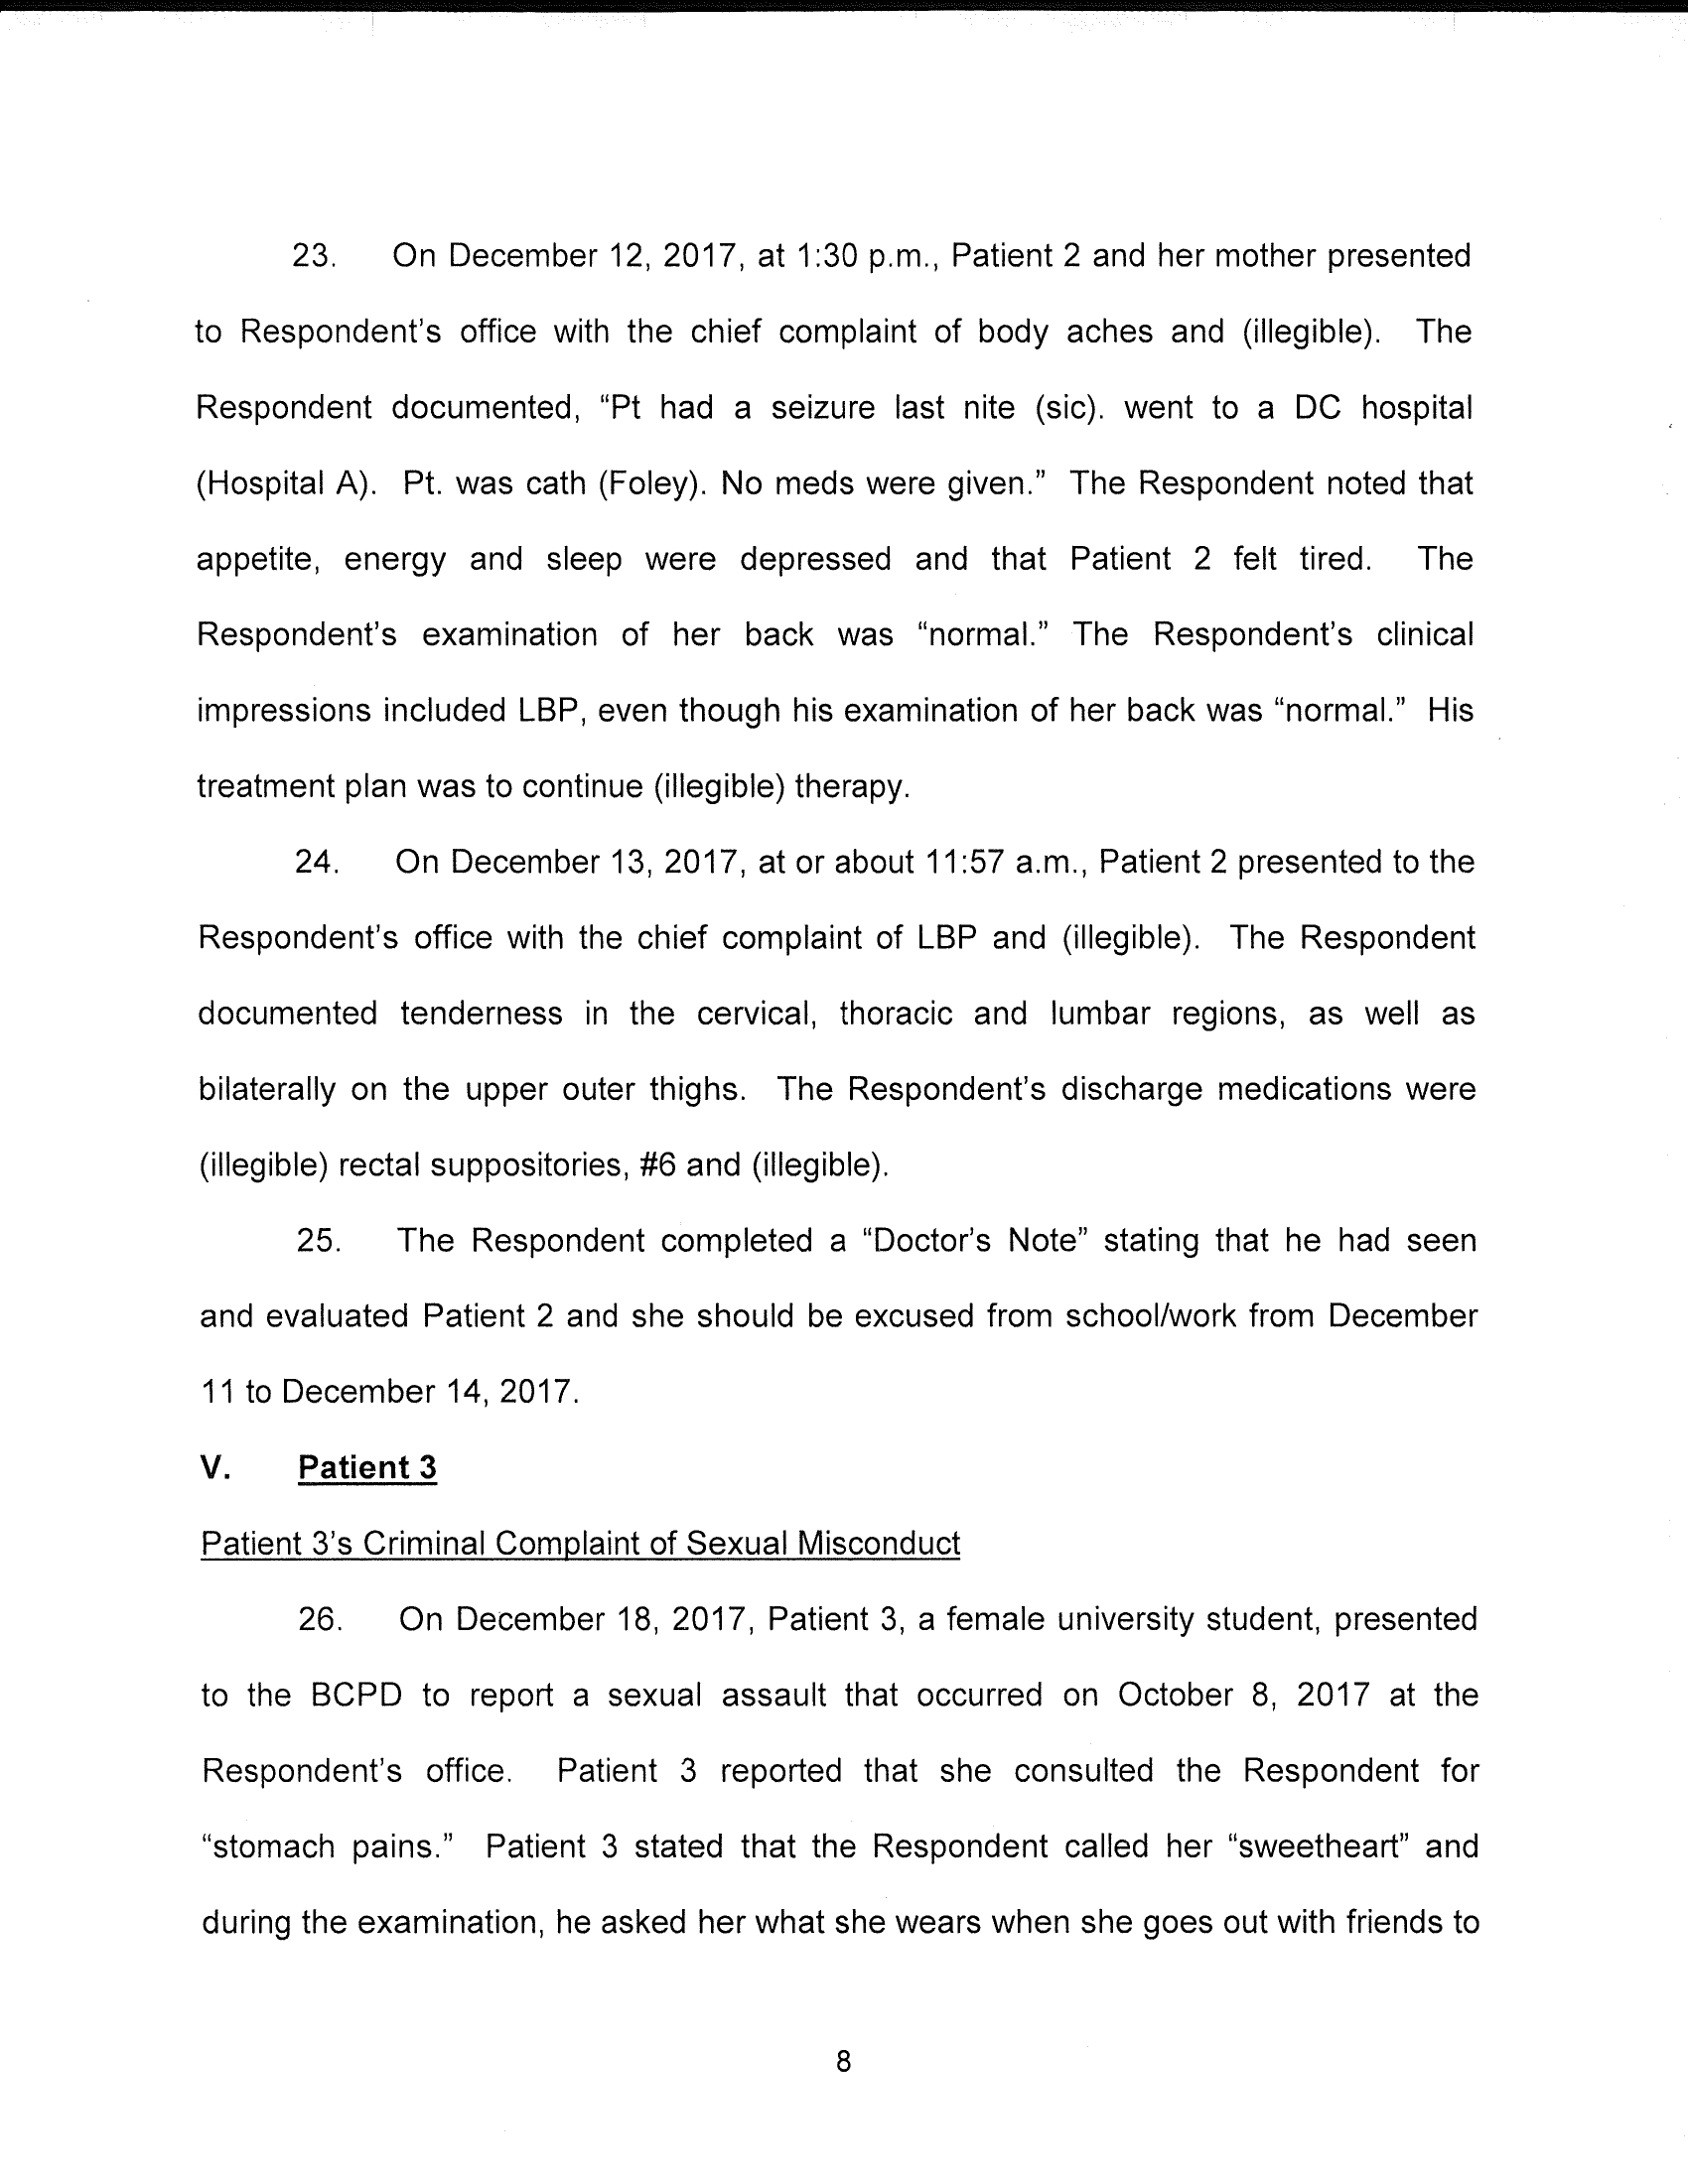 23. On December 12, 2017, at 1:30 p.m., Patient 2 and her mother presented
to Respondent's office with the chief complaint of body aches and (illegible). The
Respondent documented, “Pt had a seizure last nite (sic). went to a DC hospital
(Hospital A). Pt. was cath (Foley). No meds were given.” The Respondent noted that
appetite, energy and sleep were depressed and that Patient 2 felt tired. The
Respondent's examination of her back was “normal.” The Respondent's clinical
impressions included LBP, even though his examination of her back was “normal.” His
treatment plan was to continue (illegible) therapy.
24. On December 13, 2017, at or about 11:57 a.m., Patient 2 presented to the
Respondent's office with the chief complaint of LBP and (illegible). The Respondent
documented tenderness in the cervical, thoracic and lumbar regions, as well as
bilaterally on the upper outer thighs. The Respondent's discharge medications were
(illegible) rectal suppositories, #6 and (illegible).
25. The Respondent completed a “Doctor's Note” stating that he had seen
and evaluated Patient 2 and she should be excused from school/work from December
11 to December 14, 2017.
V. Patient 3
Patient 3's Criminal Complaint of Sexual Misconduct
26. On December 18, 2017, Patient 3, a female university student, presented
to the BCPD to report a sexual assault that occurred on October 8, 2017 at the
Respondent's office. Patient 3 reported that she consulted the Respondent for
“stomach pains.” Patient 3 stated that the Respondent called her “sweetheart” and
during the examination, he asked her what she wears when she goes out with friends to
8